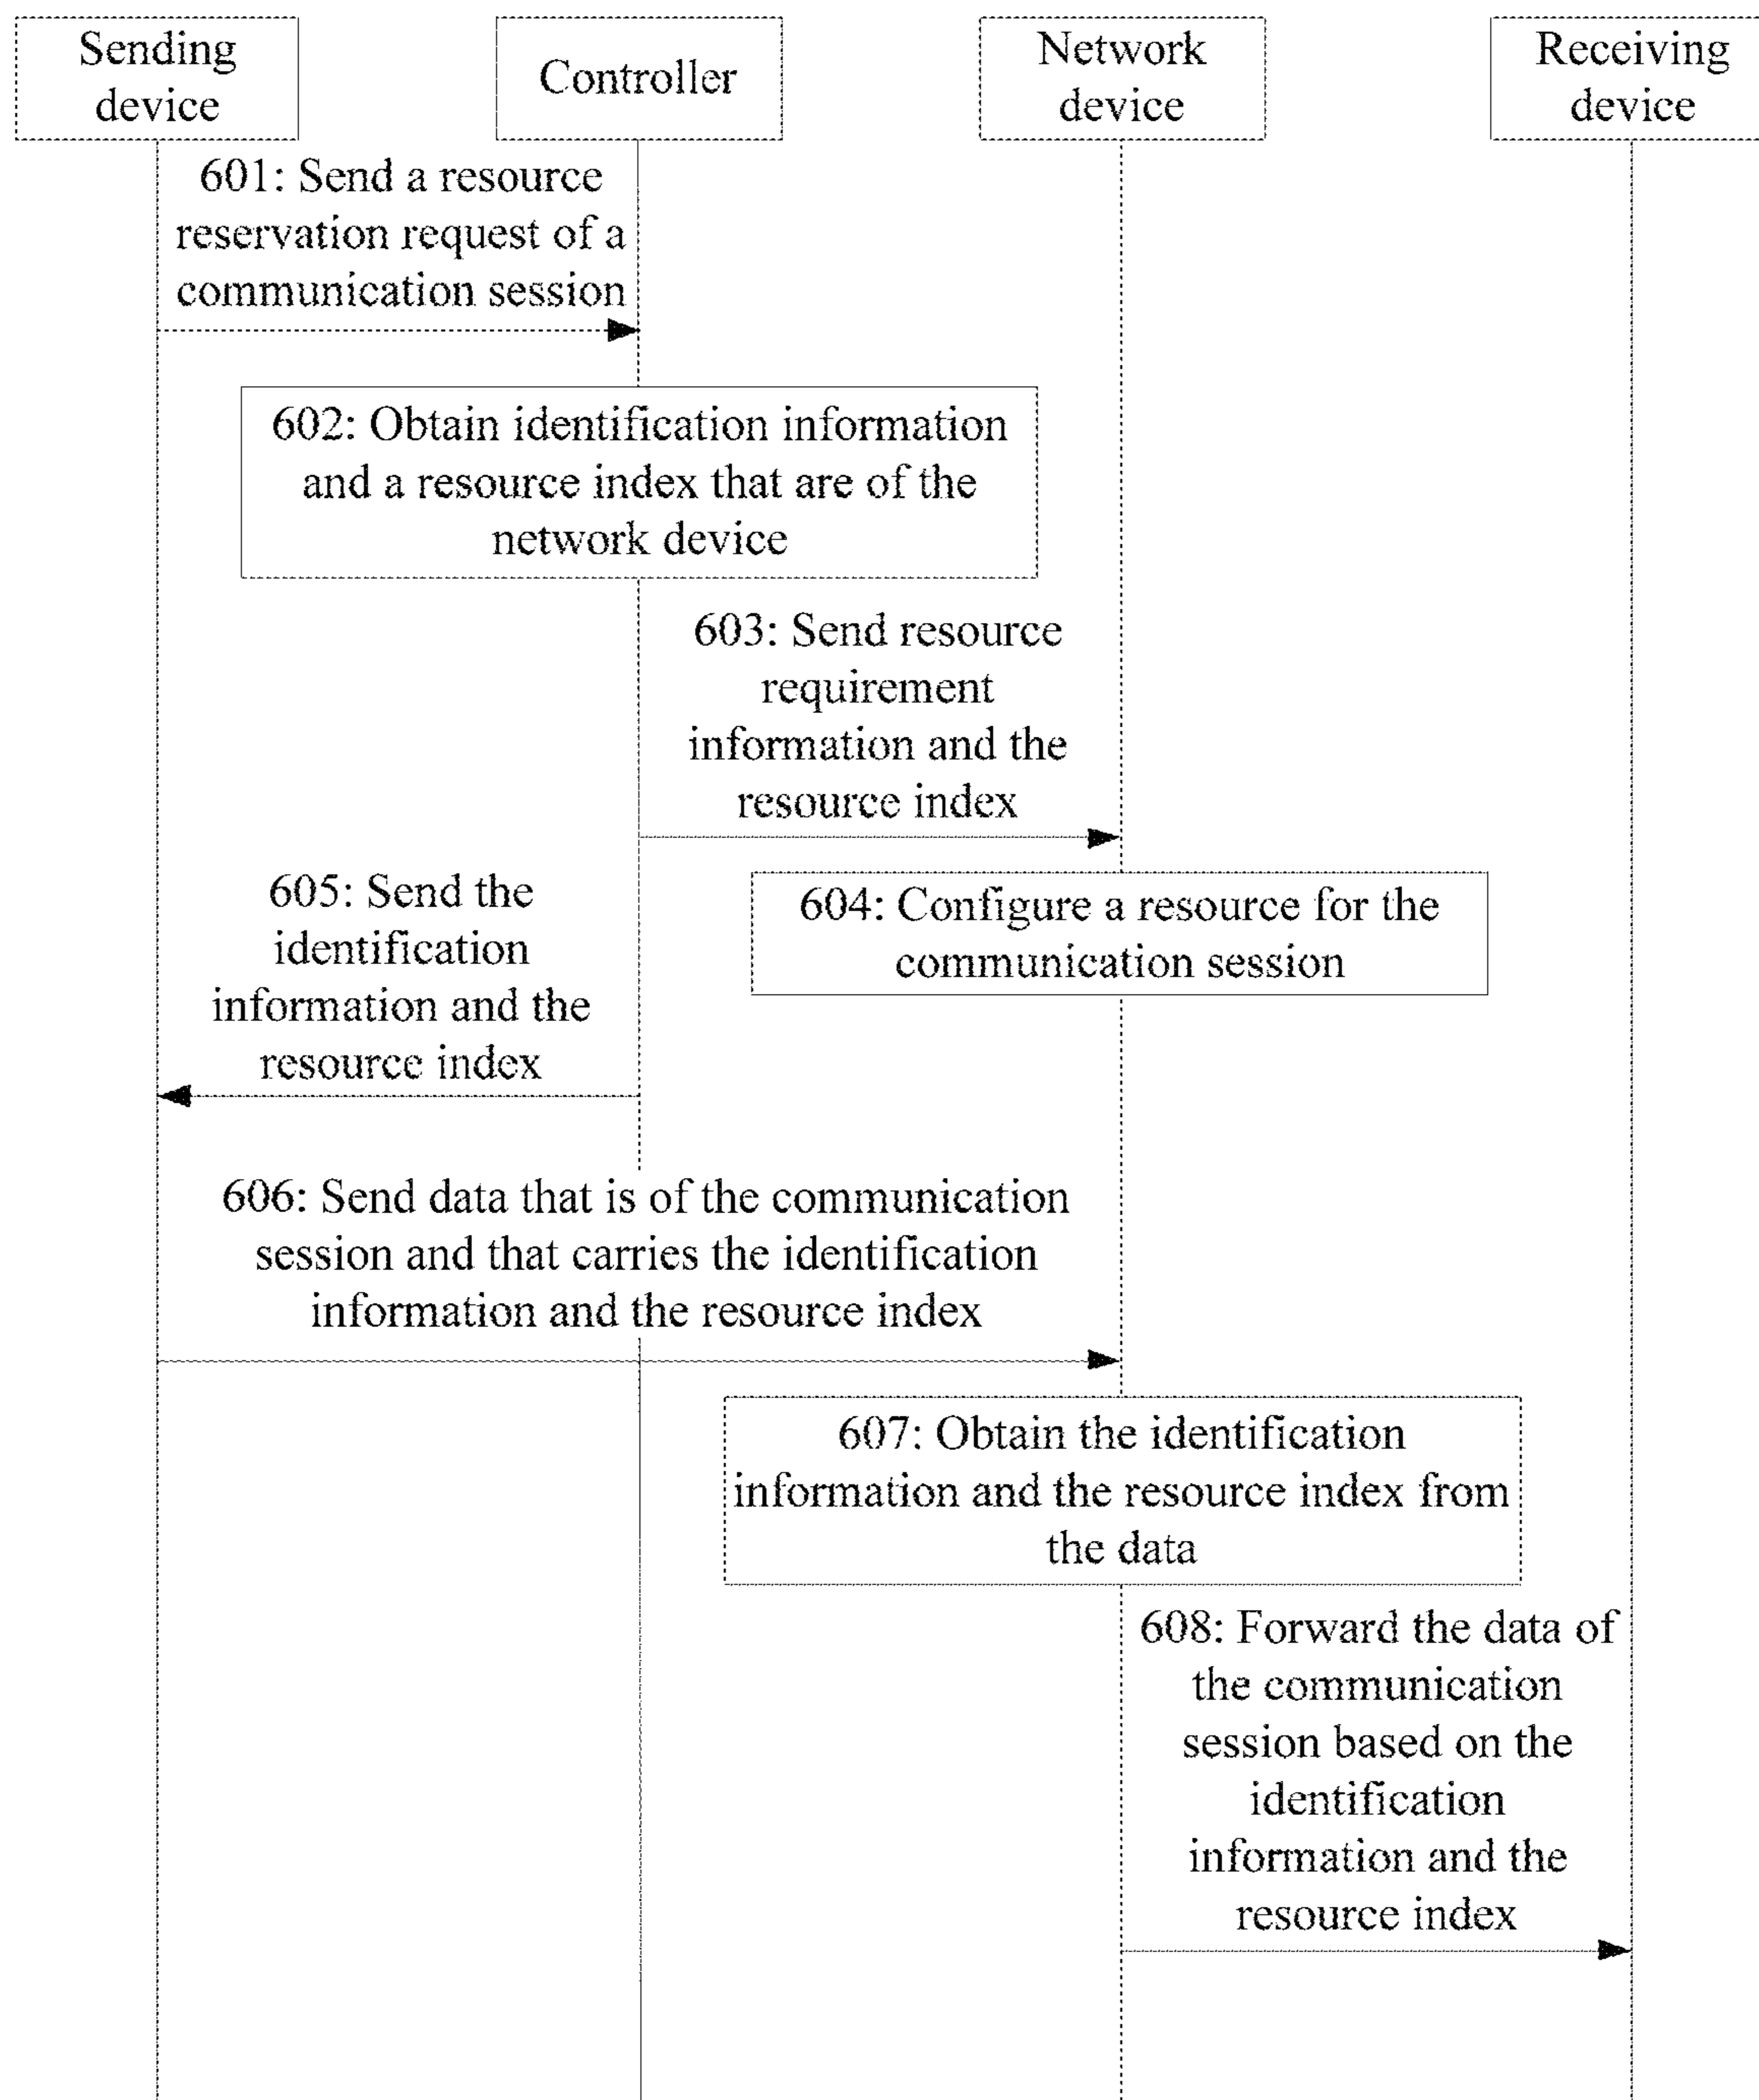 Sending
device
Controller
Network
device
Receiving
device
601: Send a resource
reservation request of a
communication session
602: Obtain identification information
and a resource index that are of the
network device
603: Send resource
requirement
information and the
resource index
604: Configure a resource for the
communication session
605: Send the
identification
information and the
resource index
606: Send data that is of the communication
session and that carries the identification
information and the resource index
607: Obtain the identification
information and the resource index from
the data
608: Forward the data of
the communication
session based on the
identification
information and the
resource index